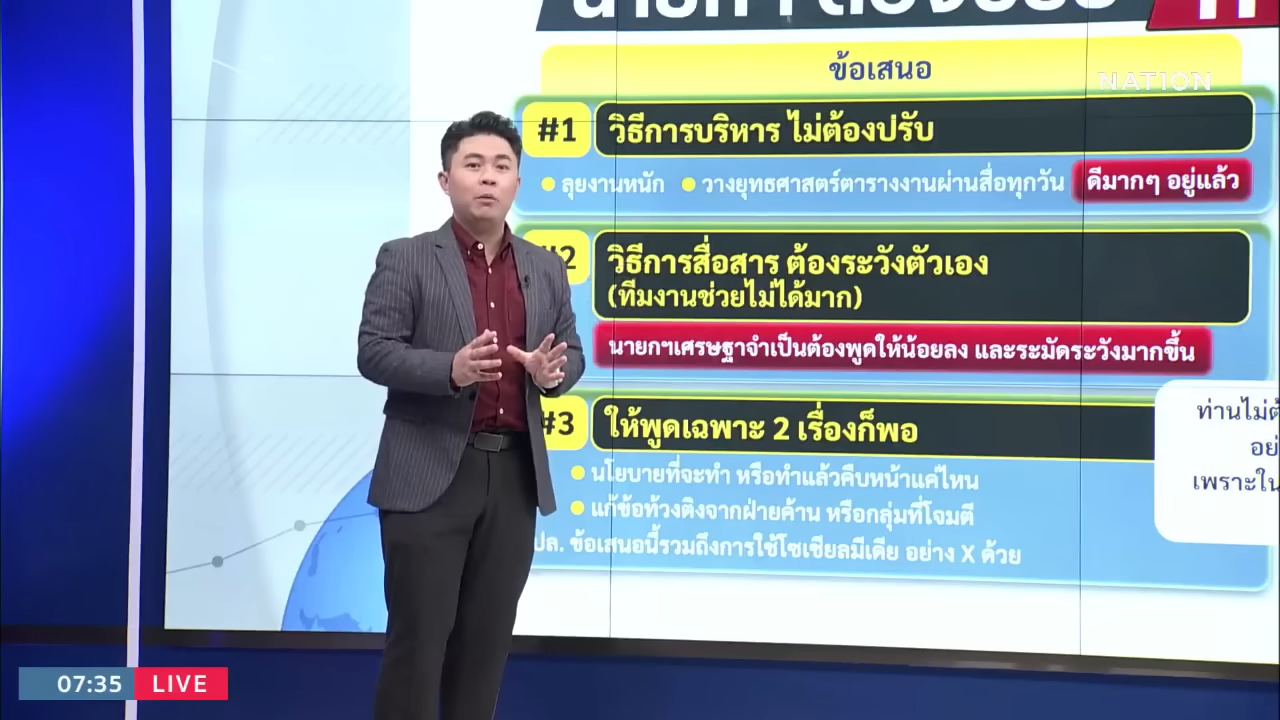 NATION
ข้อเสนอ
#1 วิธีการบริหาร ไม่ต้องปรับ
ลุยงานหนัก วางยุทธศาสตร์ตารางงานผ่านสื่อทุกวัน ดีมากๆ อยู่แล้ว
#2 วิธีการสื่อสาร ต้องระวังตัวเอง
(ทีมงานช่วยไม่ได้มาก)
นายกฯเศรษฐาจำเป็นต้องพูดให้น้อยลง และระมัดระวังมากขึ้น
#3 ให้พูดเฉพาะ 2 เรื่องก็พอ
นโยบายที่จะทำ หรือทำแล้วคืบหน้าแค่ไหน
แก้ข้อท้วงติงจากฝ่ายค้าน หรือกลุ่มที่โจมตี
ปล. ข้อเสนอนี้รวมถึงการใช้โซเชียลมีเดีย อย่าง X ด้วย
ท่านไม่
เพราะใน
07:35 LIVE